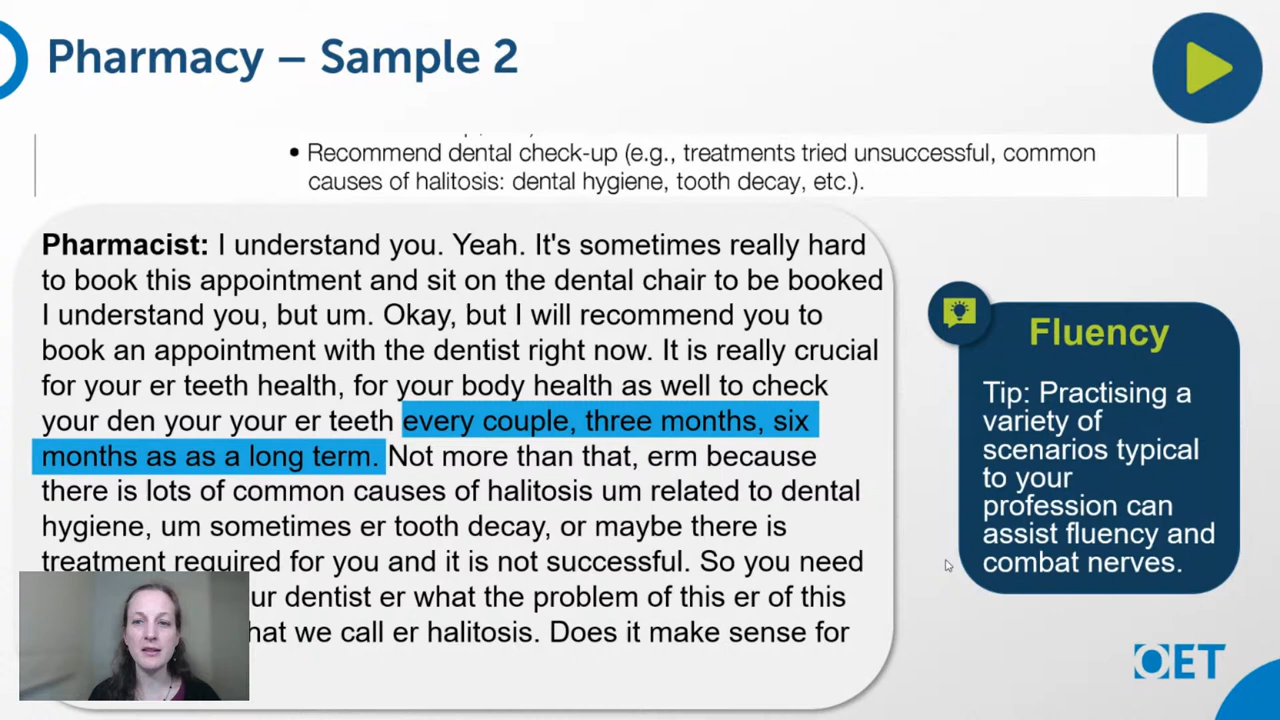 Pharmacy – Sample 2
• Recommend dental check-up (e.g., treatments tried unsuccessful, common
causes of halitosis: dental hygiene, tooth decay, etc.).
Pharmacist: I understand you. Yeah. It's sometimes really hard
to book this appointment and sit on the dental chair to be booked
I understand you, but um. Okay, but I will recommend you to
book an appointment with the dentist right now. It is really crucial
for your er teeth health, for your body health as well to check
your den your your er teeth every couple, three months, six
months as as a long term. Not more than that, erm because
there is lots of common causes of halitosis um related to dental
hygiene, um sometimes er tooth decay, or maybe there is
treatment required for you and it is not successful. So you need
ur dentist er what the problem of this er of this
hat we call er halitosis. Does it make sense for
Fluency
Tip: Practising a
variety of
scenarios typical
to your
profession can
assist fluency and
combat nerves.
OET